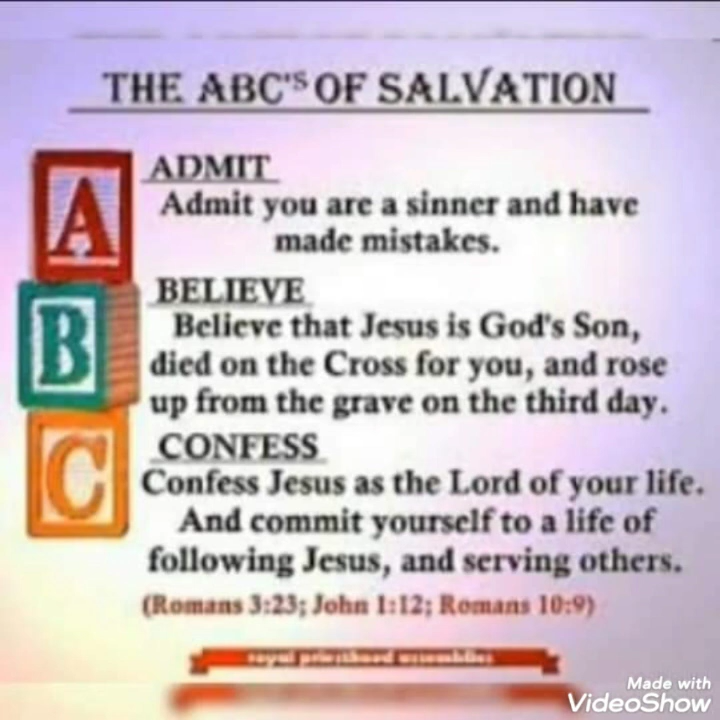 THE ABC'S OF SALVATION
A
ADMIT
Admit you are a sinner and have
made mistakes.
B
BELIEVE
Believe that Jesus is God's Son,
died on the Cross for you, and rose
up from the grave on the third day.
C
CONFESS
Confess Jesus as the Lord of your life.
And commit yourself to a life of
following Jesus, and serving others.
(Romans 3:23; John 1:12; Romans 10:9)
royal priesthood assemblies
Made with
VideoShow